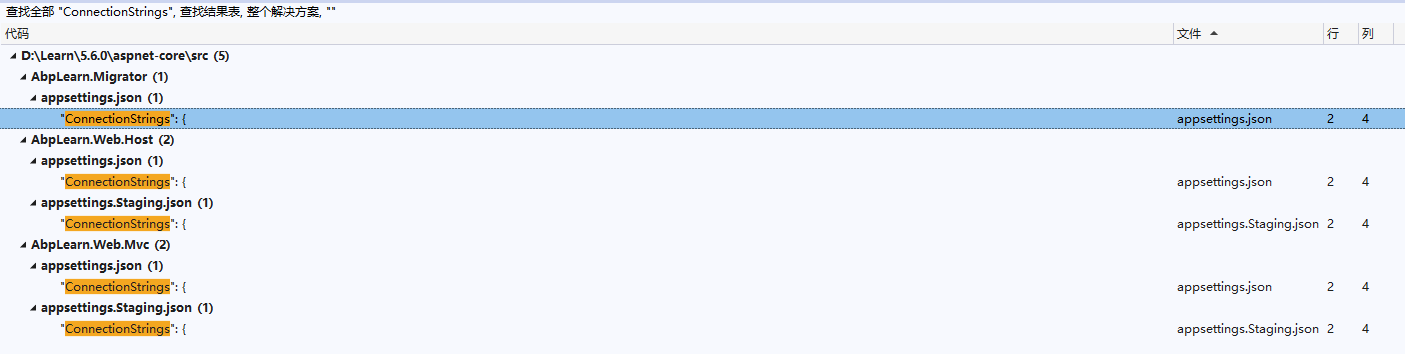 查找全部 "ConnectionStrings", 查找结果表, 整个解决方案, ""
代码 文件 行 列
D:\Learn\5.6.0\aspnet-core\src (5)
AbpLearn.Migrator (1)
appsettings.json (1)
"ConnectionStrings": { appsettings.json 2 4
AbpLearn.Web.Host (2)
appsettings.json (1)
"ConnectionStrings": { appsettings.json 2 4
appsettings.Staging.json (1)
"ConnectionStrings": { appsettings.Staging.json 2 4
AbpLearn.Web.Mvc (2)
appsettings.json (1)
"ConnectionStrings": { appsettings.json 2 4
appsettings.Staging.json (1)
"ConnectionStrings": { appsettings.Staging.json 2 4